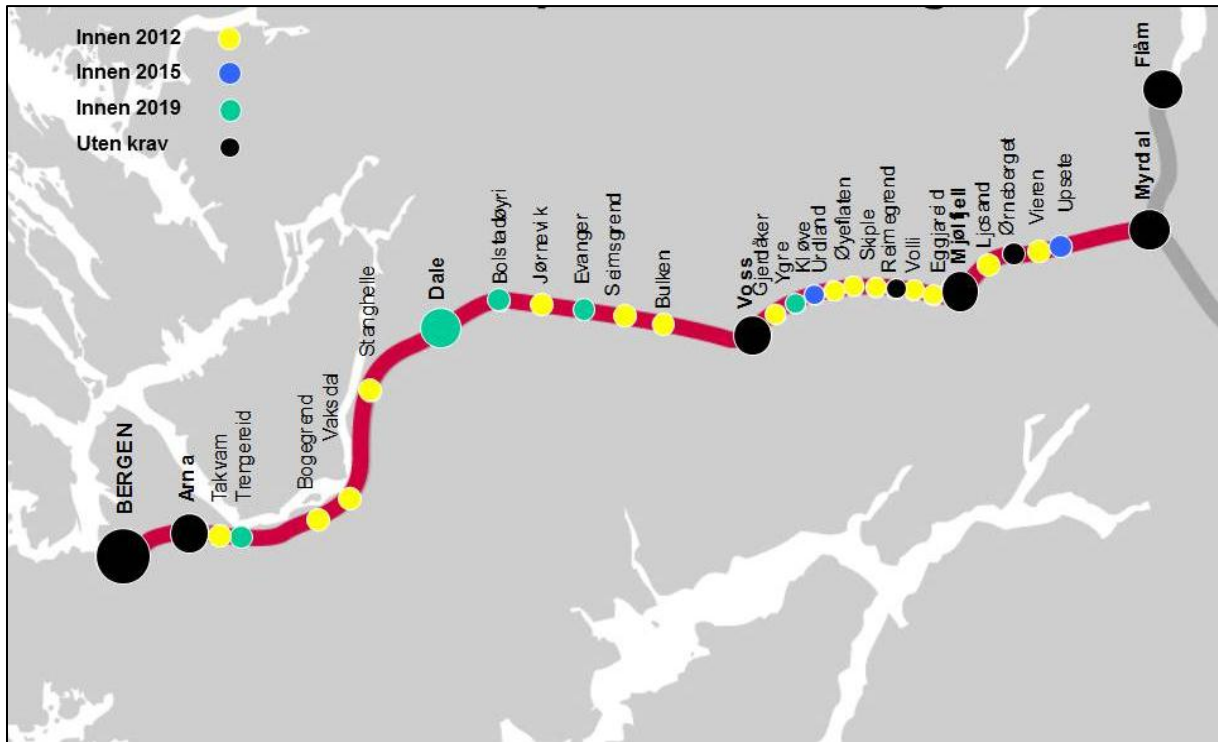 Innen 2012
Innen 2015
Innen 2019
Uten krav
BERGEN
Arna
Takvam
Trengereid
Bogegrend
Vaksdal
Stanghelle
Dale
Bolstadøyri
Jørnevik
Evanger
Seimsgrend
Bulken
Voss
Gjerdåker
Ygre
Kløve
Urdland
Øyeflaten
Skiple
Reimegrend
Volli
Eggjareid
Mjølfjell
Ljosand
Ørneberget
Vieren
Upsete
Myrdal
Flåm